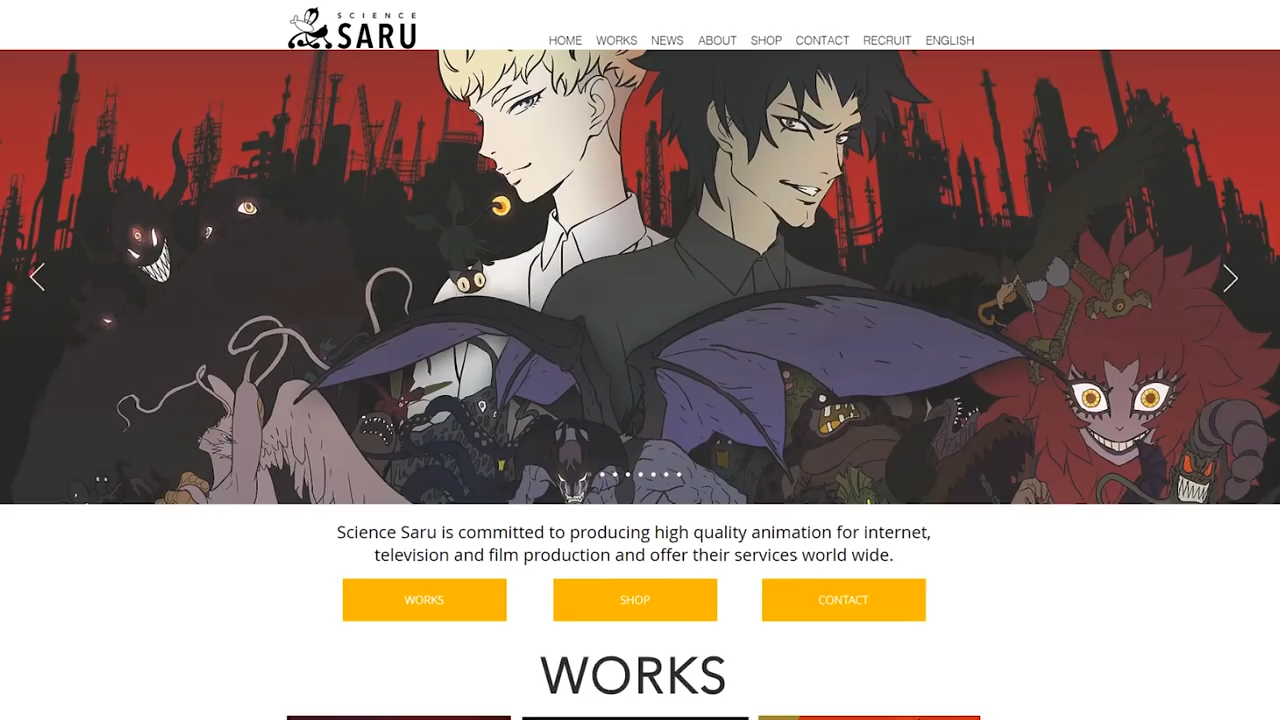 SCIENCE
SARU
HOME WORKS NEWS ABOUT SHOP CONTACT RECRUIT ENGLISH
Science Saru is committed to producing high quality animation for internet,
television and film production and offer their services world wide.
WORKS SHOP CONTACT
WORKS